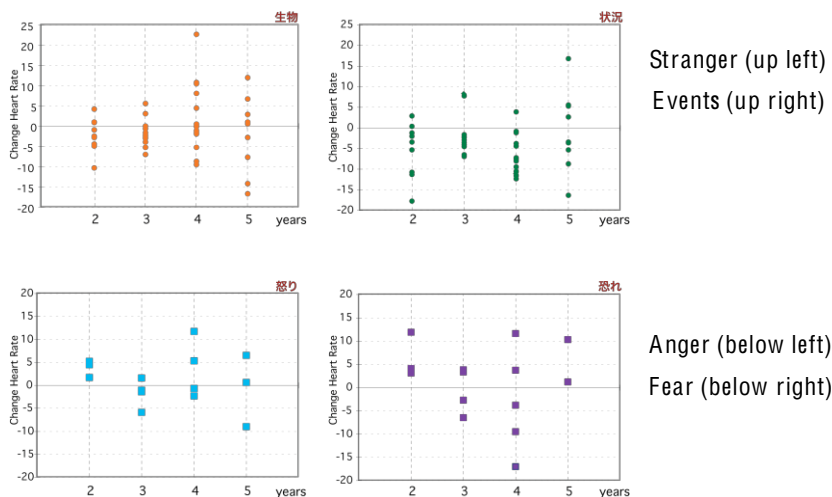 生物
Change Heart Rate
25
20
15
10
5
0
-5
-10
-15
-20
2 3 4 5 years
状況
Change Heart Rate
25
20
15
10
5
0
-5
-10
-15
-20
2 3 4 5 years
Stranger (up left)
Events (up right)
怒り
Change Heart Rate
20
15
10
5
0
-5
-10
-15
-20
2 3 4 5 years
恐れ
Change Heart Rate
20
15
10
5
0
-5
-10
-15
-20
2 3 4 5 years
Anger (below left)
Fear (below right)